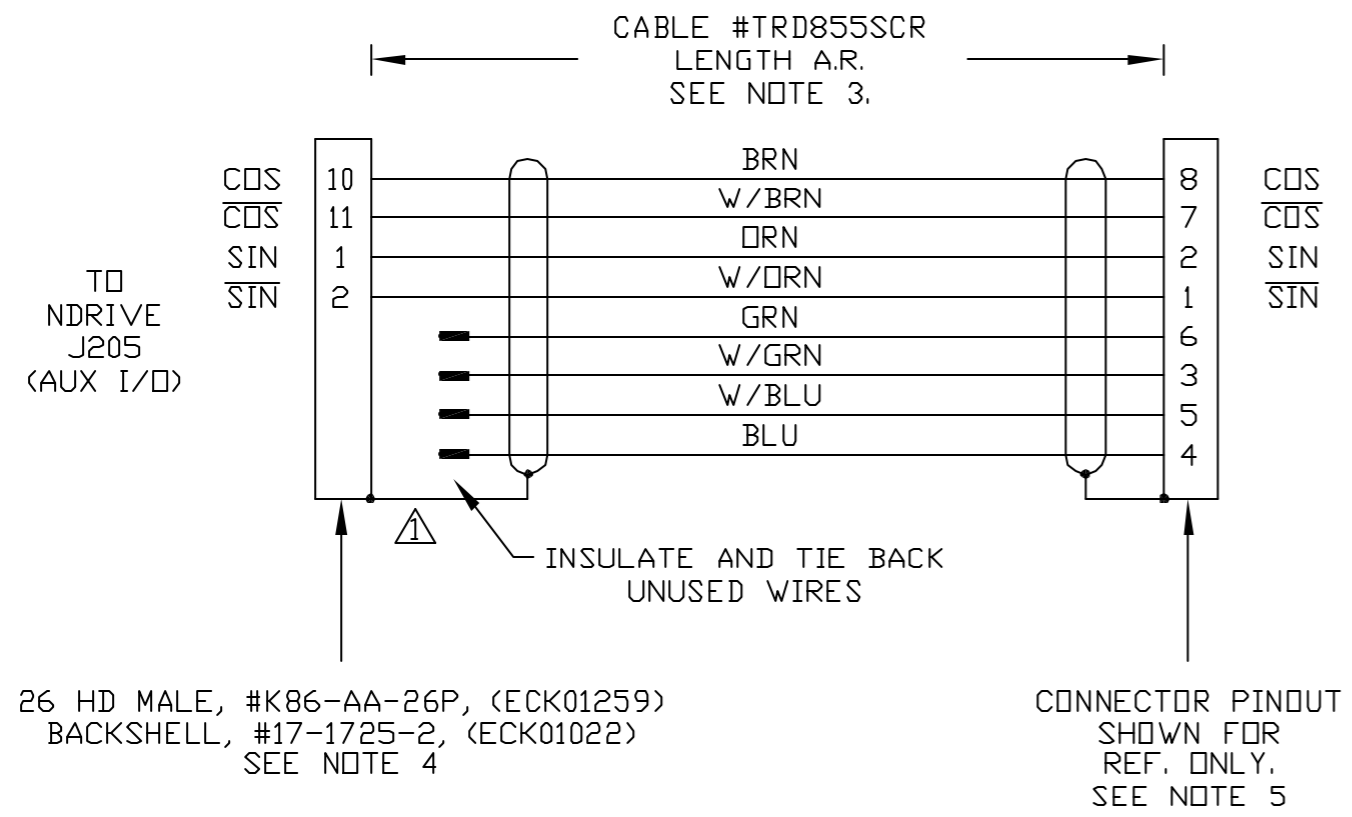 CABLE #TRD855SCR
LENGTH A.R.
SEE NOTE 3.
COS 10 BRN 8 COS
COS 11 W/BRN 7 COS
SIN 1 ORN 2 SIN
SIN 2 W/ORN 1 SIN
GRN 6
W/GRN 3
W/BLU 5
BLU 4
TO
NDRIVE
J205
(AUX I/O)
1
INSULATE AND TIE BACK
UNUSED WIRES
26 HD MALE, #K86-AA-26P, (ECK01259)
BACKSHELL, #17-1725-2, (ECK01022)
SEE NOTE 4
CONNECTOR PINOUT
SHOWN FOR
REF. ONLY.
SEE NOTE 5